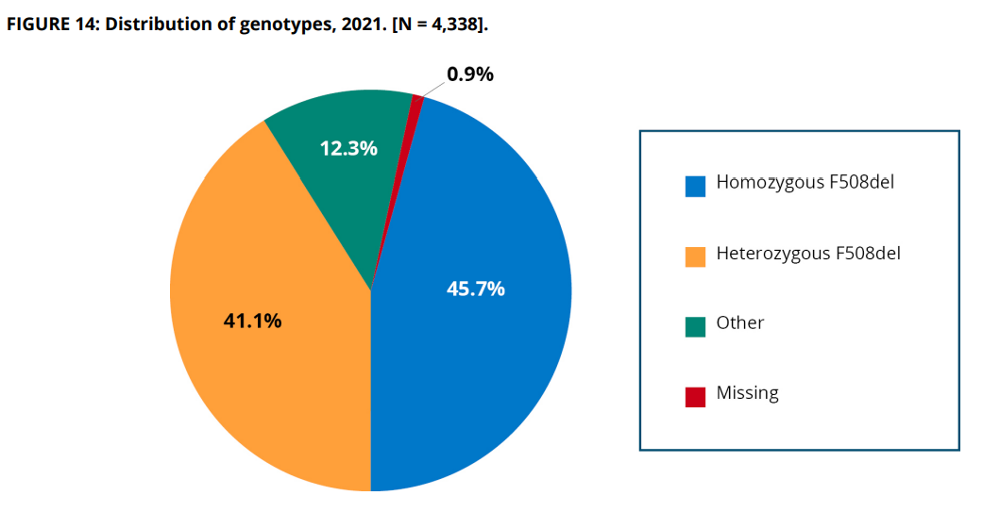 FIGURE 14: Distribution of genotypes, 2021. [N = 4,338].
0.9%
12.3%
45.7%
41.1%
Homozygous F508del
Heterozygous F508del
Other
Missing